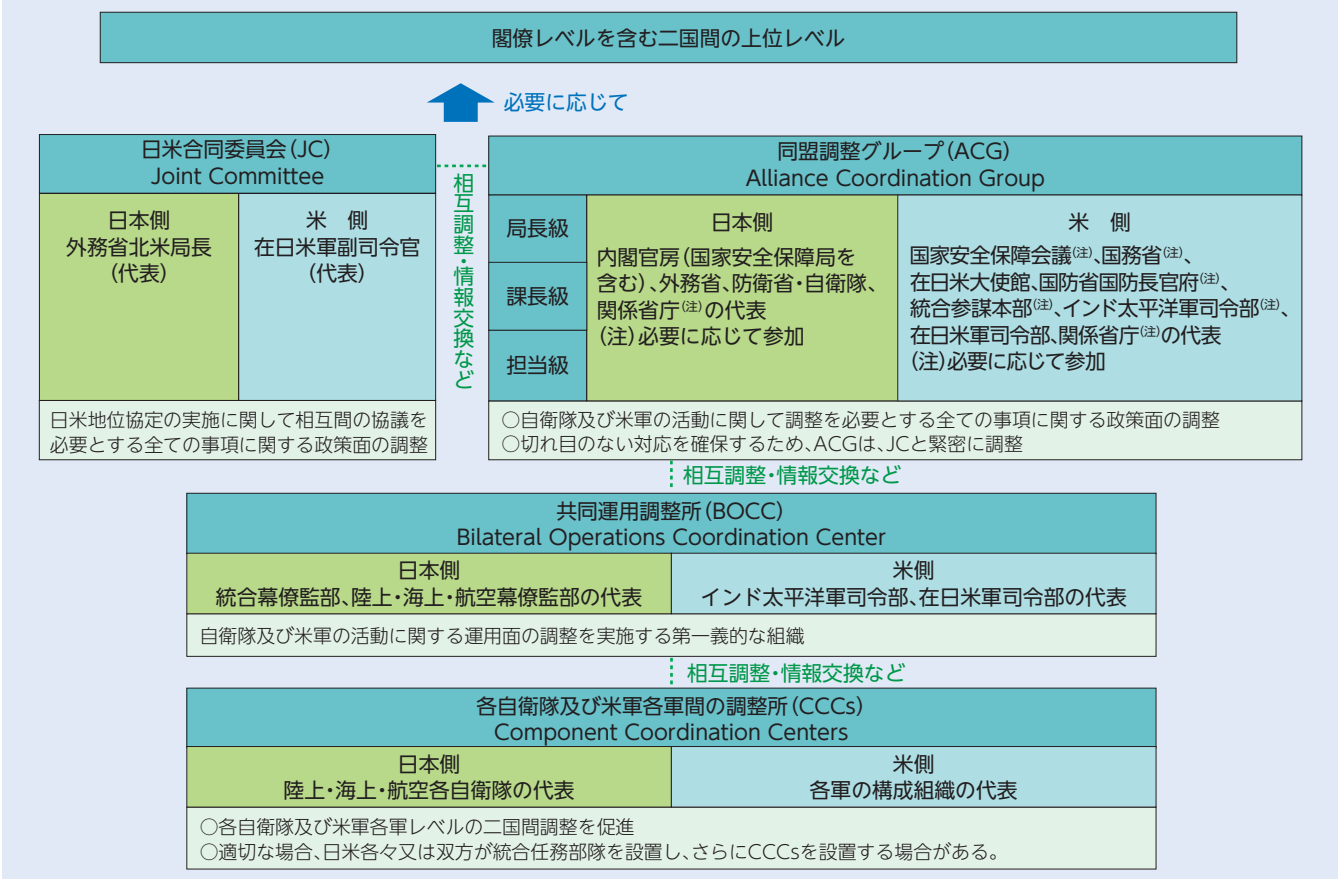 閣僚レベルを含む二国間の上位レベル
必要に応じて
日米合同委員会(JC)
Joint Committee
日本側
外務省北米局長
(代表)
米　側
在日米軍副司令官
(代表)
日米地位協定の実施に関して相互間の協議を
必要とする全ての事項に関する政策面の調整
相互調整・情報交換など
同盟調整グループ(ACG)
Alliance Coordination Group
局長級
課長級
担当級
日本側
内閣官房(国家安全保障局を
含む)、外務省、防衛省・自衛隊、
関係省庁(注)の代表
(注)必要に応じて参加
米　側
国家安全保障会議(注)、国務省(注)、
在日米大使館、国防省国防長官府(注)、
統合参謀本部(注)、インド太平洋軍司令部(注)、
在日米軍司令部、関係省庁(注)の代表
(注)必要に応じて参加
○自衛隊及び米軍の活動に関して調整を必要とする全ての事項に関する政策面の調整
○切れ目のない対応を確保するため、ACGは、JCと緊密に調整
相互調整・情報交換など
共同運用調整所(BOCC)
Bilateral Operations Coordination Center
日本側
統合幕僚監部、陸上・海上・航空幕僚監部の代表
米側
インド太平洋軍司令部、在日米軍司令部の代表
自衛隊及び米軍の活動に関する運用面の調整を実施する第一義的な組織
相互調整・情報交換など
各自衛隊及び米軍各軍間の調整所(CCCs)
Component Coordination Centers
日本側
陸上・海上・航空各自衛隊の代表
米側
各軍の構成組織の代表
○各自衛隊及び米軍各軍レベルの二国間調整を促進
○適切な場合、日米各々又は双方が統合任務部隊を設置し、さらにCCCsを設置する場合がある。